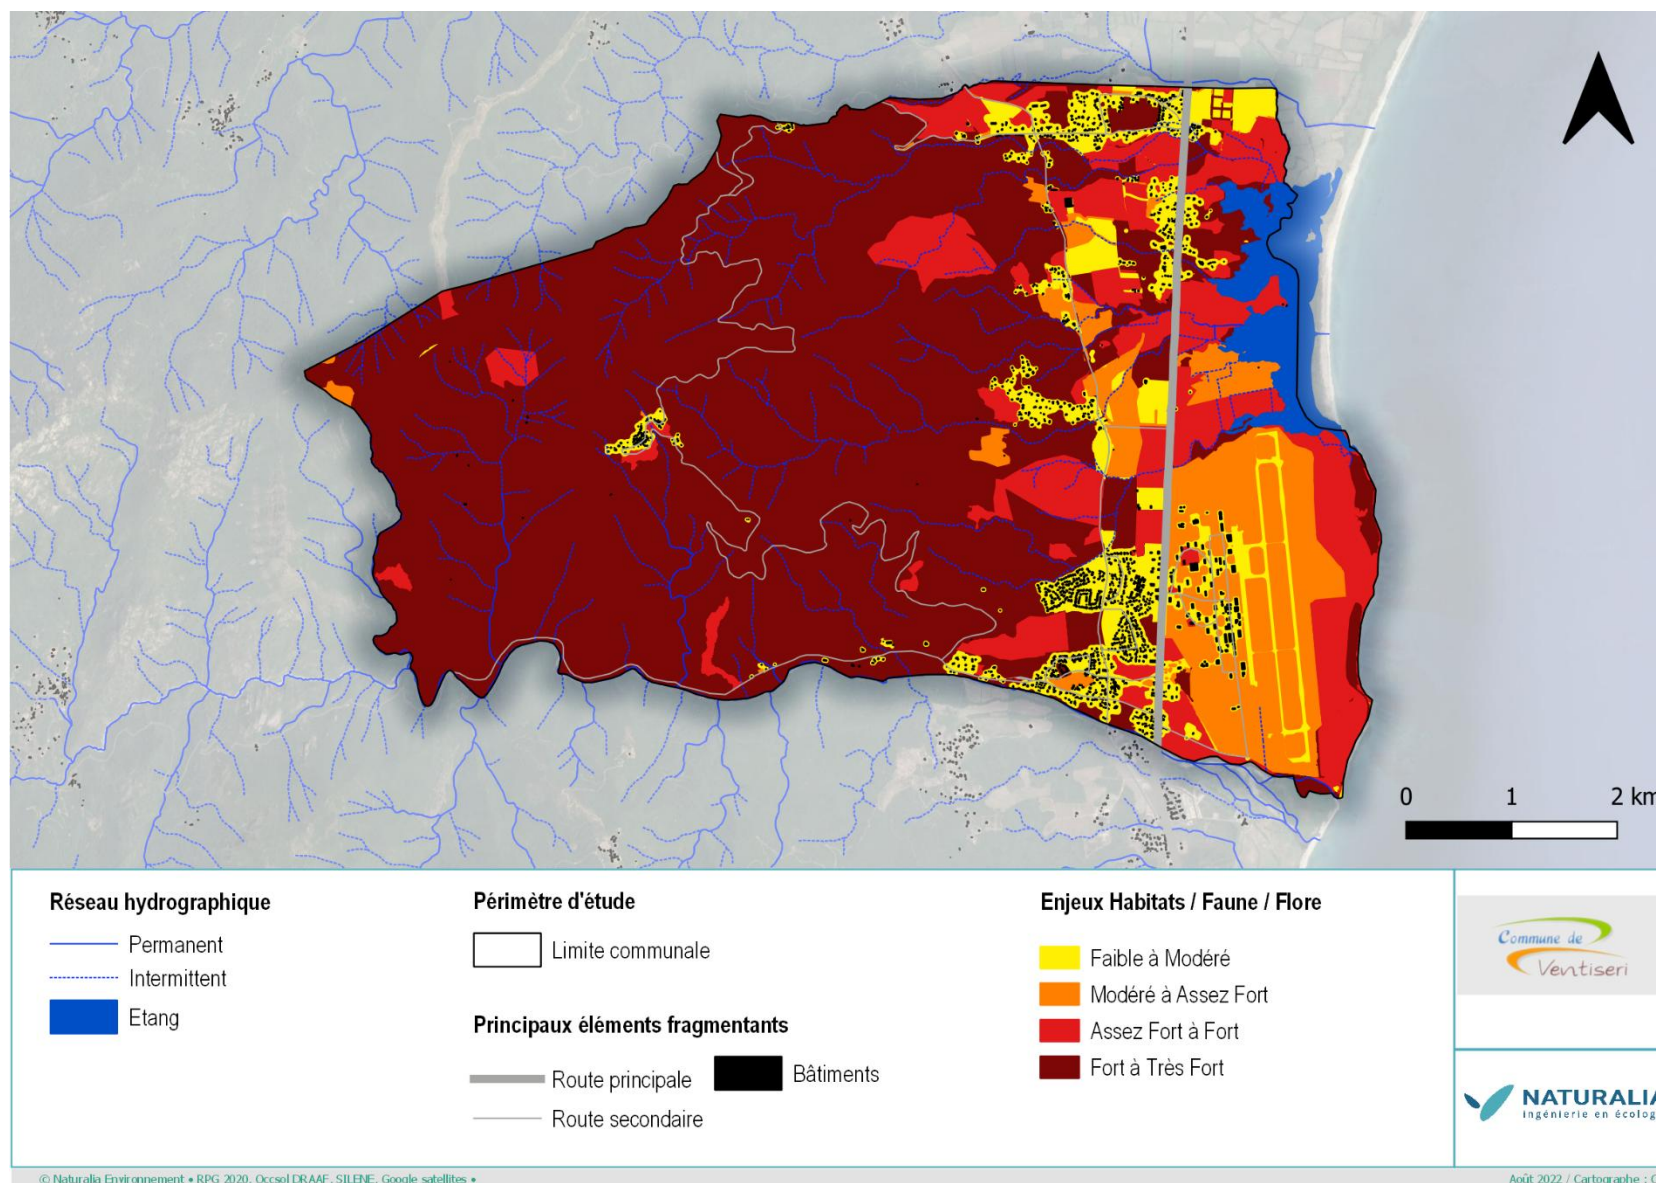 0 1 2 km
Réseau hydrographique
Permanent
Intermittent
Etang
Périmètre d'étude
Limite communale
Principaux éléments fragmentants
Route principale
Bâtiments
Route secondaire
Enjeux Habitats / Faune / Flore
Faible à Modéré
Modéré à Assez Fort
Assez Fort à Fort
Fort à Très Fort
Commune de
Ventiseri
NATURALIA
ingénierie en écolog
© Naturalia Environnement • RPG 2020, Occsol DRAAF, SILENE, Google satellites •
Août 2022 / Cartographe :